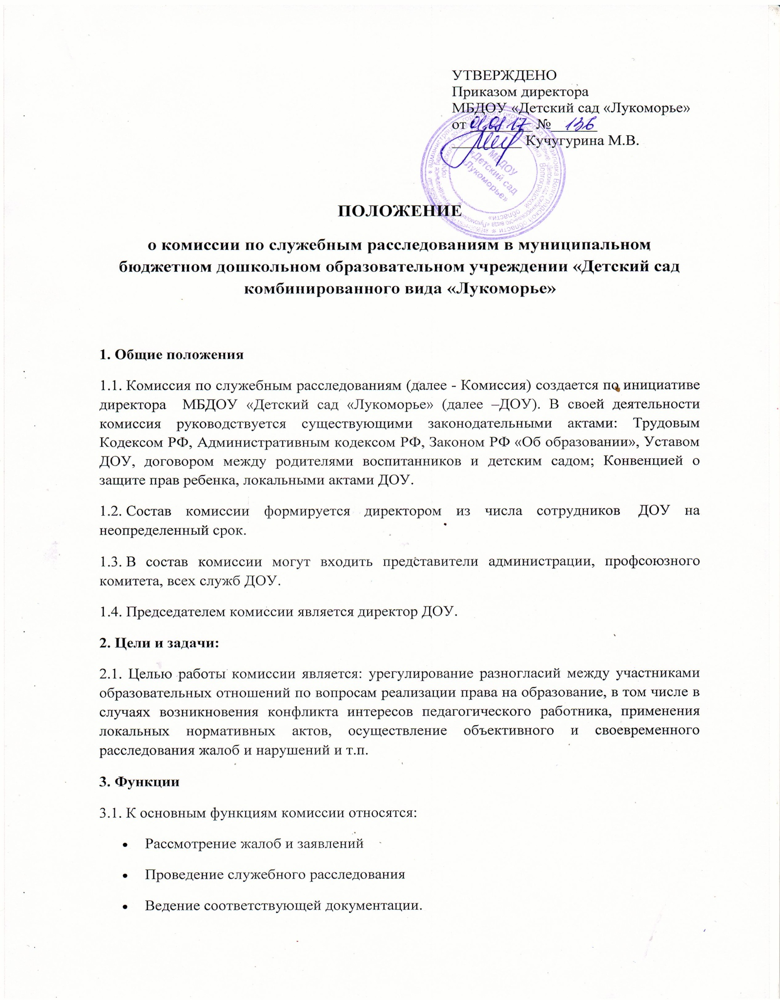 УТВЕРЖДЕНО
Приказом директора
МБДОУ «Детский сад «Лукоморье»
от 01.09.17 № 136
Кучугурина М.В.
МБДОУ
«Детский сад
«Лукоморье»
ПОЛОЖЕНИЕ
о комиссии по служебным расследованиям в муниципальном
бюджетном дошкольном образовательном учреждении «Детский сад
комбинированного вида «Лукоморье»
1. Общие положения
1.1. Комиссия по служебным расследованиям (далее - Комиссия) создается по инициативе
директора МБДОУ «Детский сад «Лукоморье» (далее –ДОУ). В своей деятельности
комиссия руководствуется существующими законодательными актами: Трудовым
Кодексом РФ, Административным кодексом РФ, Законом РФ «Об образовании», Уставом
ДОУ, договором между родителями воспитанников и детским садом; Конвенцией о
защите прав ребенка, локальными актами ДОУ.
1.2. Состав комиссии формируется директором из числа сотрудников ДОУ на
неопределенный срок.
1.3. В состав комиссии могут входить представители администрации, профсоюзного
комитета, всех служб ДОУ.
1.4. Председателем комиссии является директор ДОУ.
2. Цели и задачи:
2.1. Целью работы комиссии является: урегулирование разногласий между участниками
образовательных отношений по вопросам реализации права на образование, в том числе в
случаях возникновения конфликта интересов педагогического работника, применения
локальных нормативных актов, осуществление объективного и своевременного
расследования жалоб и нарушений и т.п.
3. Функции
3.1. К основным функциям комиссии относятся:
• Рассмотрение жалоб и заявлений
• Проведение служебного расследования
• Ведение соответствующей документации.